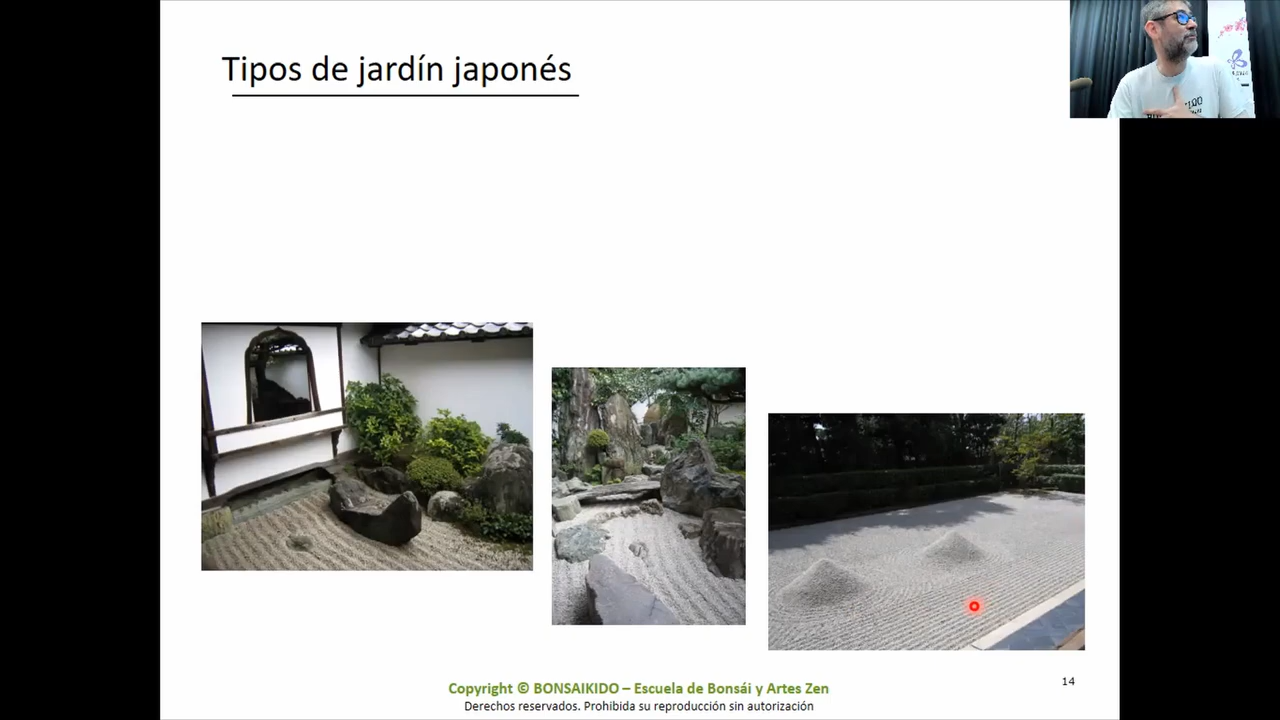 Tipos de jardín japonés
14
Copyright © BONSAIKIDO – Escuela de Bonsái y Artes Zen
Derechos reservados. Prohibida su reproducción sin autorización